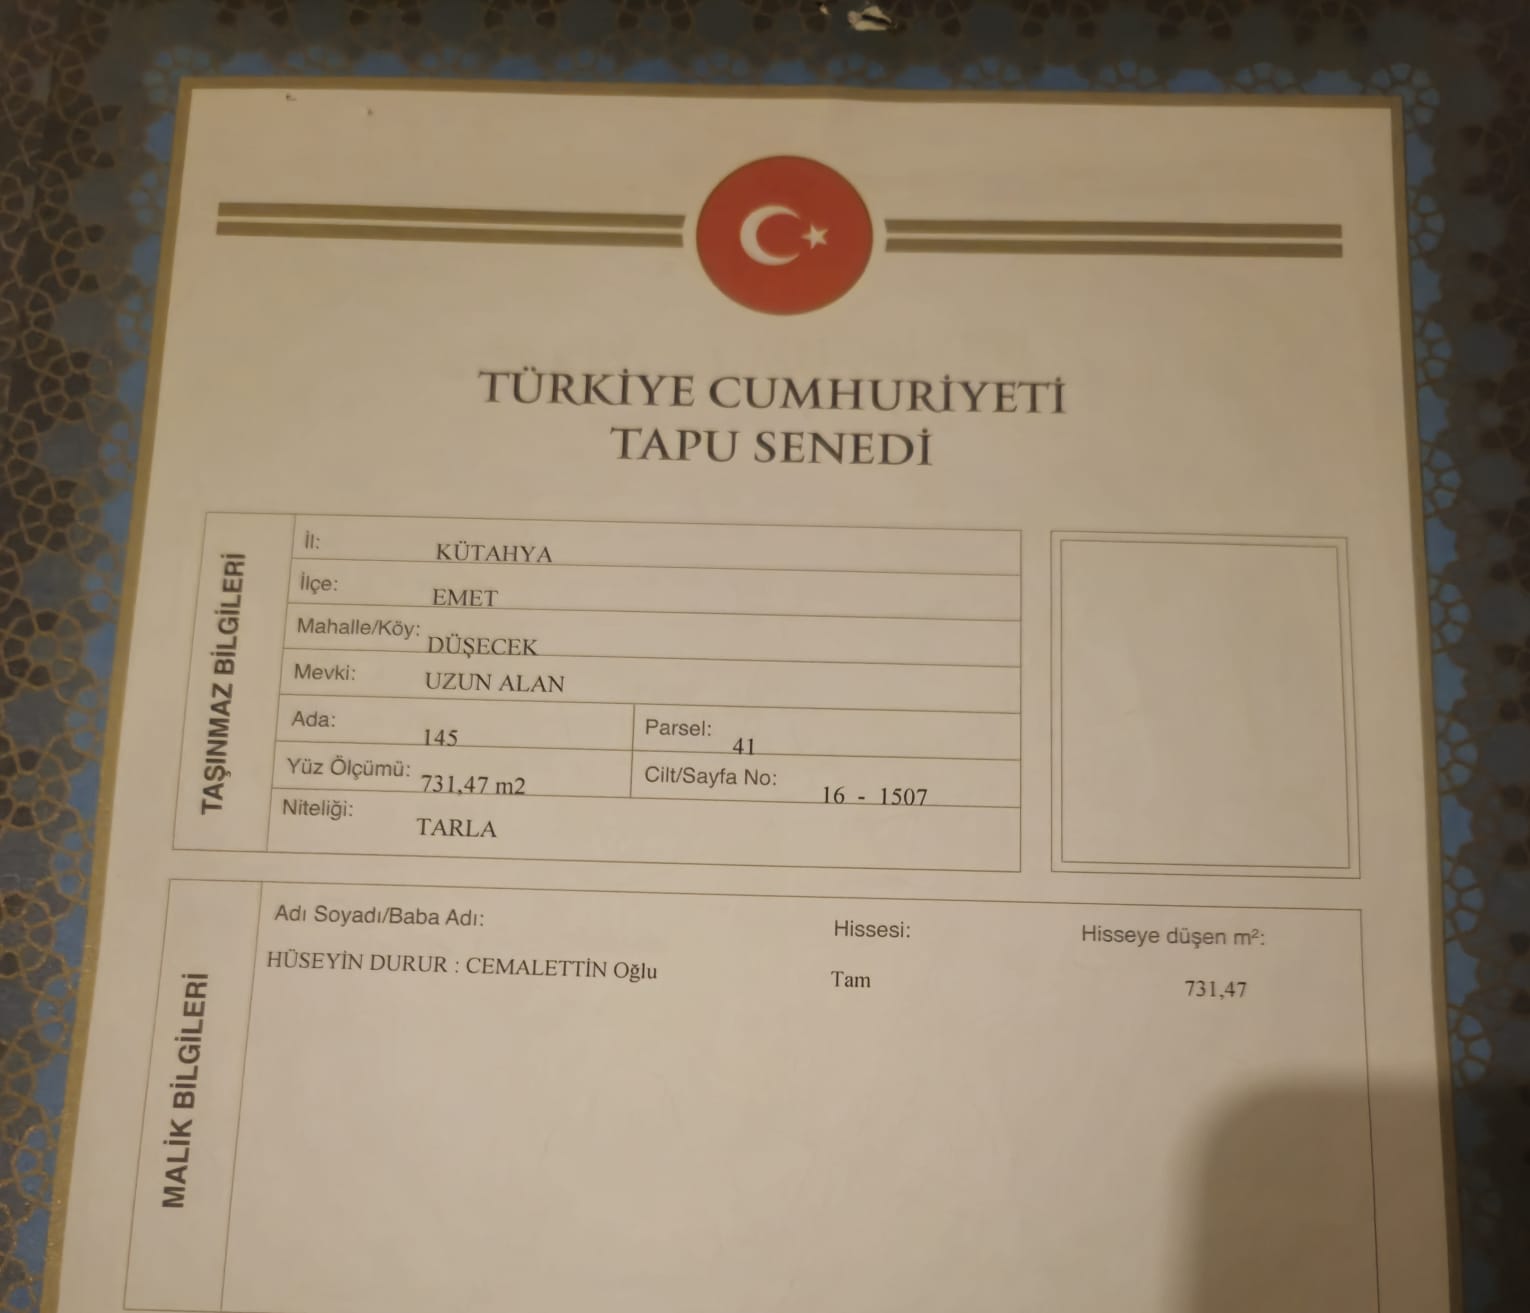 TÜRKİYE CUMHURİYETİ
TAPU SENEDİ
TAŞINMAZ BİLGİLERİ
İl: KÜTAHYA
İlçe: EMET
Mahalle/Köy: DÜŞECEK
Mevki: UZUN ALAN
Ada: 145 Parsel: 41
Yüz Ölçümü: 731,47 m2 Cilt/Sayfa No: 16 - 1507
Niteliği: TARLA
MALİK BİLGİLERİ
Adı Soyadı/Baba Adı: Hissesi: Hisseye düşen m²:
HÜSEYİN DURUR : CEMALETTİN Oğlu Tam 731,47